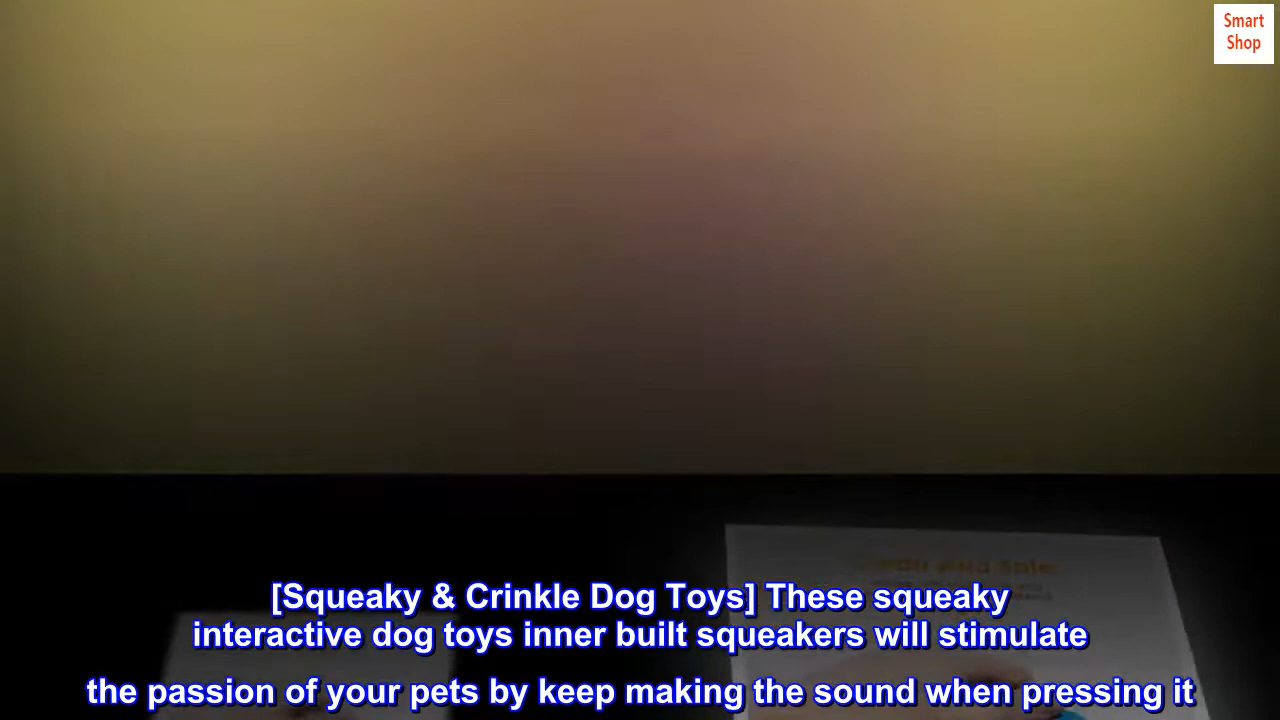 Smart
Shop
[Squeaky & Crinkle Dog Toys] These squeaky
interactive dog toys inner built squeakers will stimulate
the passion of your pets by keep making the sound when pressing it